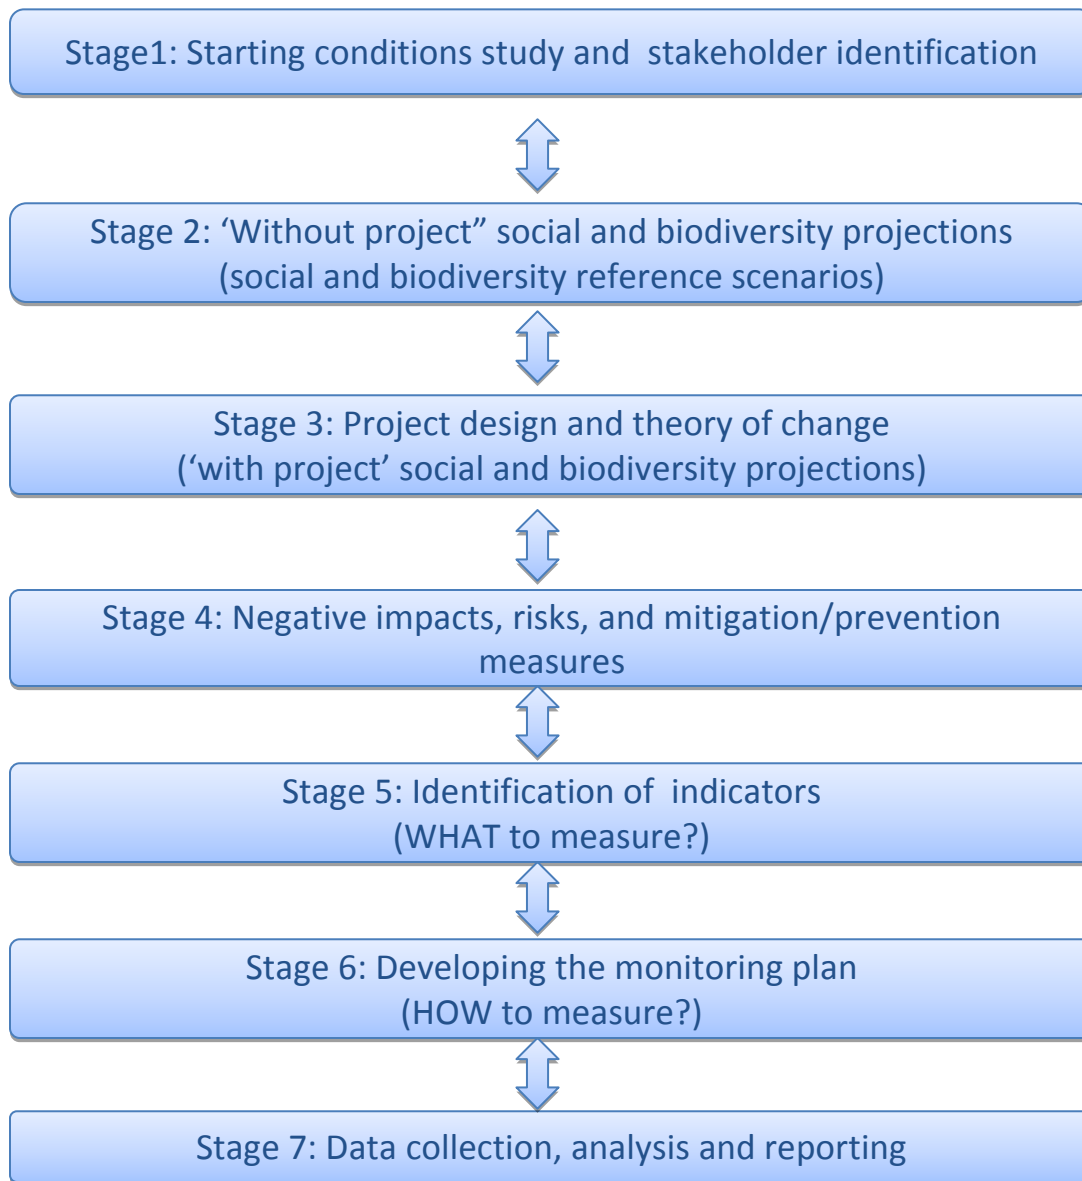 Stage1: Starting conditions study and  stakeholder identification
Stage 2: ‘Without project” social and biodiversity projections
(social and biodiversity reference scenarios)
Stage 3: Project design and theory of change
(‘with project’ social and biodiversity projections)
Stage 4: Negative impacts, risks, and mitigation/prevention
measures
Stage 5: Identification of  indicators
(WHAT to measure?)
Stage 6: Developing the monitoring plan
(HOW to measure?)
Stage 7: Data collection, analysis and reporting